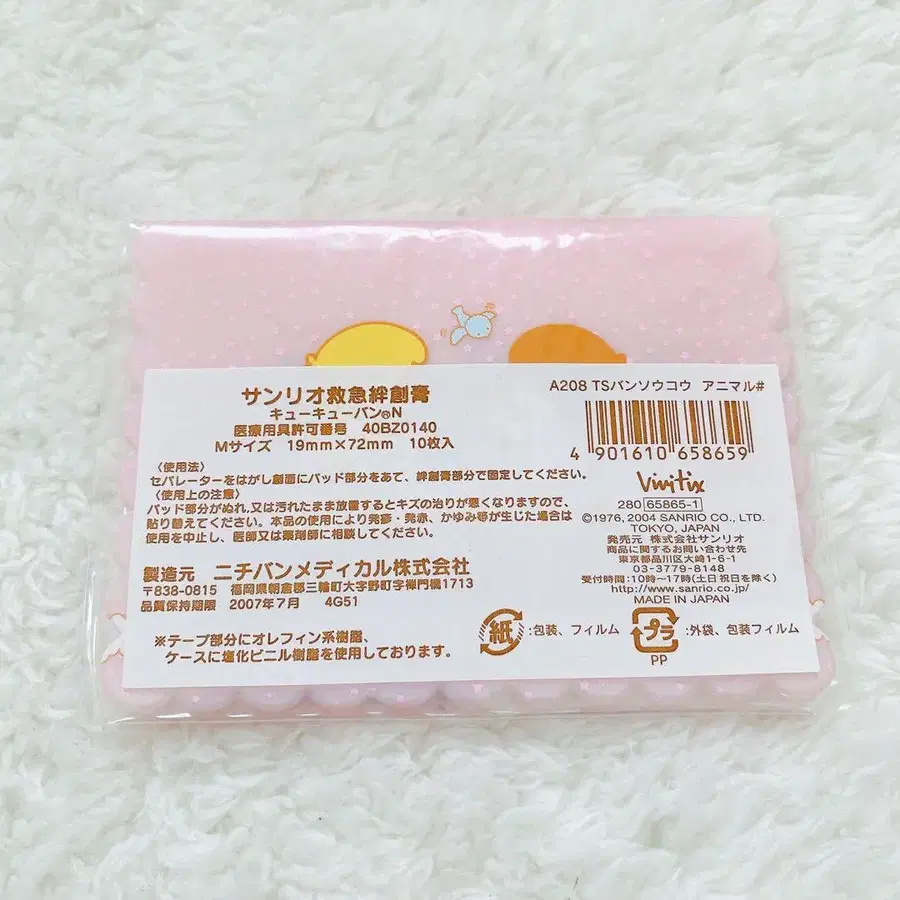 サンリオ救急絆創膏
キューキューバン®N
医療用具許可番号 40BZ0140
Mサイズ 19mm×72mm 10枚入
〈使用法〉
セパレーターをはがし創面にパッド部分をあて、絆創膏部分で固定してください。
〈使用上の注意〉
パッド部分がぬれ,又は汚れたまま放置するとキズの治りが悪くなりますので、
貼り替えてください。本品の使用により発疹・発赤、かゆみ等が生じた場合は
使用を中止し、医師又は薬剤師に相談してください。
製造元 ニチバンメディカル株式会社
〒838-0815 福岡県朝倉郡三輪町大字野町字禅門橋1713
品質保持期限 2007年7月 4G51
※テープ部分にオレフィン系樹脂、
ケースに塩化ビニル樹脂を使用しております。
A208 TSバンソウコウ アニマル#
4 901610 658659
Vivitix
280 65865-1
©1976, 2004 SANRIO CO., LTD.
TOKYO, JAPAN
発売元 株式会社サンリオ
商品に関するお問い合わせ先
東京都品川区大崎1-6-1
03-3779-8148
受付時間:10時〜17時(土日祝日を除く)
http://www.sanrio.co.jp/
MADE IN JAPAN
紙 :包装、フィルム
プラ :外袋、包装フィルム
PP